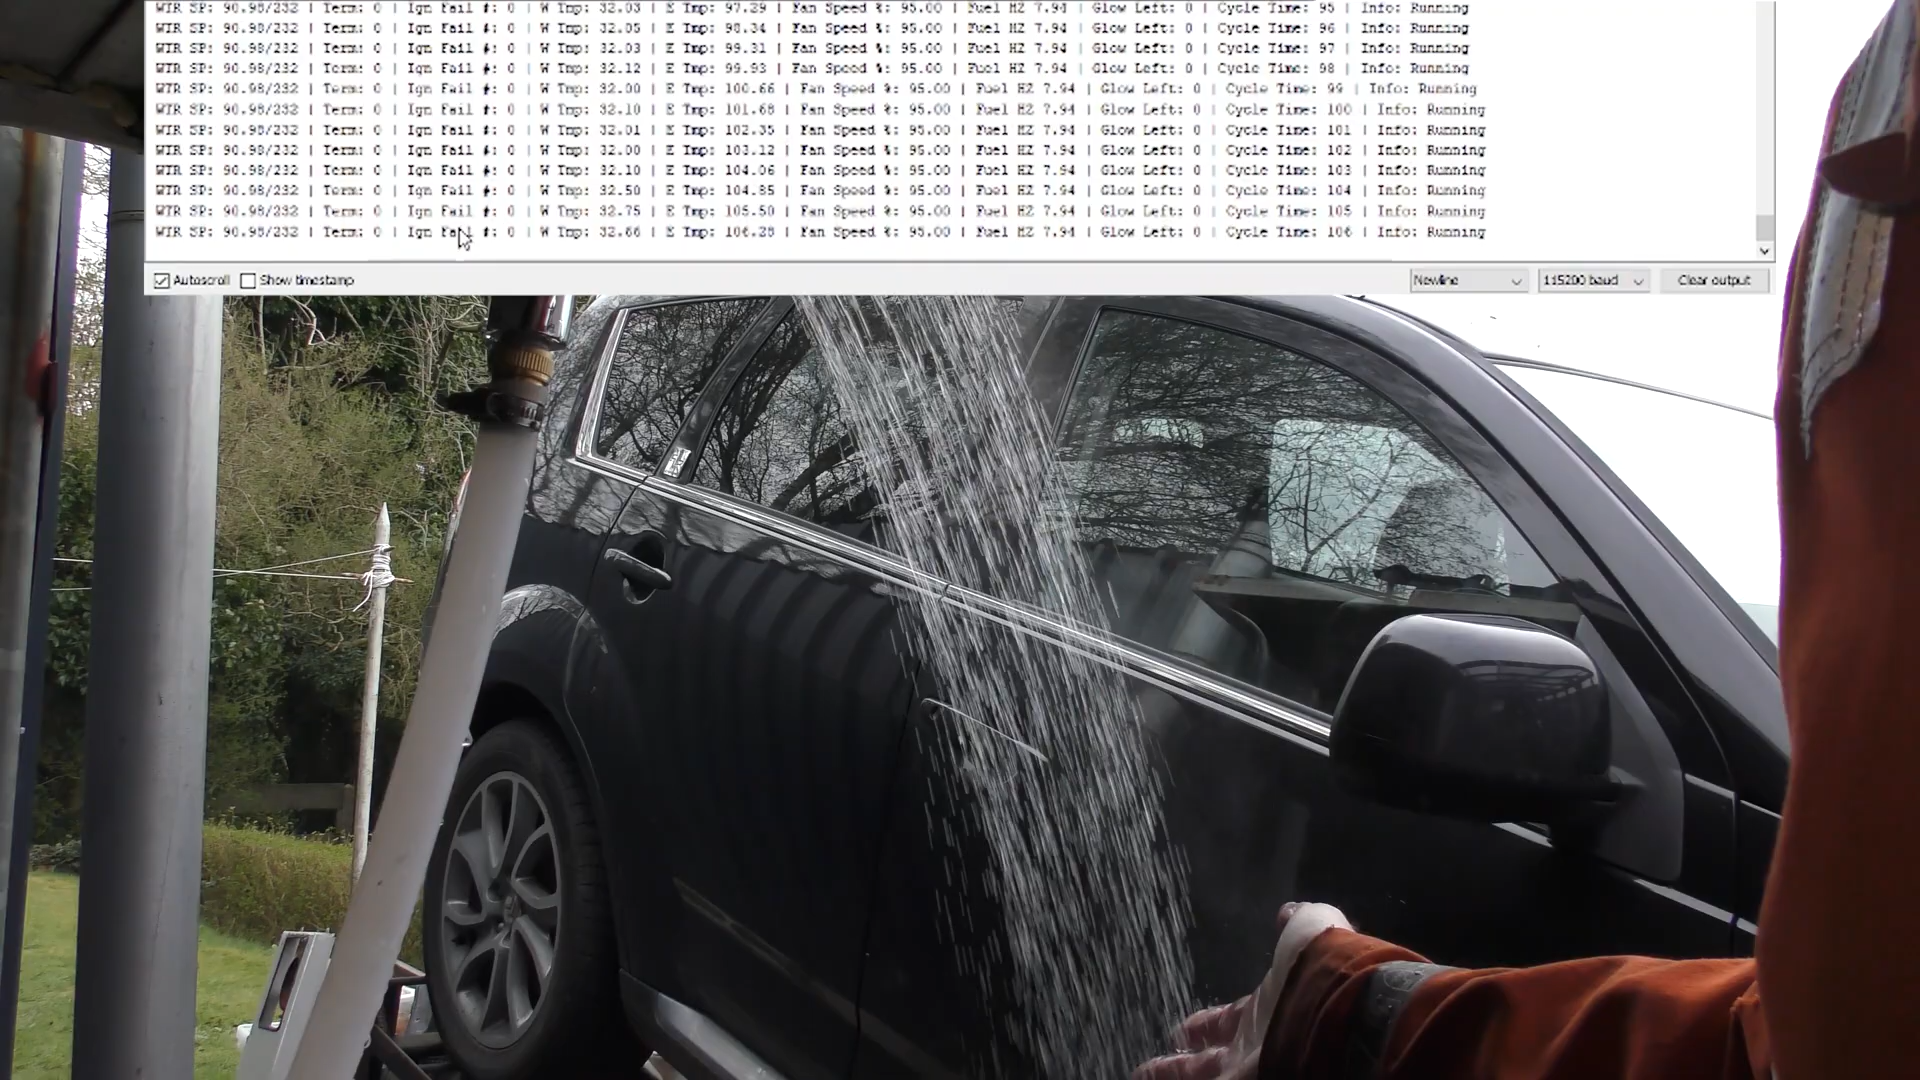 WTR SP: 90.98/232 | Term: 0 | Ign Fail #: 0 | W Tmp: 32.03 | E Tmp: 97.29 | Fan Speed %: 95.00 | Fuel HZ 7.94 | Glow Left: 0 | Cycle Time: 95 | Info: Running
WTR SP: 90.98/232 | Term: 0 | Ign Fail #: 0 | W Tmp: 32.05 | E Tmp: 98.34 | Fan Speed %: 95.00 | Fuel HZ 7.94 | Glow Left: 0 | Cycle Time: 96 | Info: Running
WTR SP: 90.98/232 | Term: 0 | Ign Fail #: 0 | W Tmp: 32.03 | E Tmp: 99.31 | Fan Speed %: 95.00 | Fuel HZ 7.94 | Glow Left: 0 | Cycle Time: 97 | Info: Running
WTR SP: 90.98/232 | Term: 0 | Ign Fail #: 0 | W Tmp: 32.12 | E Tmp: 99.93 | Fan Speed %: 95.00 | Fuel HZ 7.94 | Glow Left: 0 | Cycle Time: 98 | Info: Running
WTR SP: 90.98/232 | Term: 0 | Ign Fail #: 0 | W Tmp: 32.00 | E Tmp: 100.66 | Fan Speed %: 95.00 | Fuel HZ 7.94 | Glow Left: 0 | Cycle Time: 99 | Info: Running
WTR SP: 90.98/232 | Term: 0 | Ign Fail #: 0 | W Tmp: 32.10 | E Tmp: 101.68 | Fan Speed %: 95.00 | Fuel HZ 7.94 | Glow Left: 0 | Cycle Time: 100 | Info: Running
WTR SP: 90.98/232 | Term: 0 | Ign Fail #: 0 | W Tmp: 32.01 | E Tmp: 102.35 | Fan Speed %: 95.00 | Fuel HZ 7.94 | Glow Left: 0 | Cycle Time: 101 | Info: Running
WTR SP: 90.98/232 | Term: 0 | Ign Fail #: 0 | W Tmp: 32.00 | E Tmp: 103.12 | Fan Speed %: 95.00 | Fuel HZ 7.94 | Glow Left: 0 | Cycle Time: 102 | Info: Running
WTR SP: 90.98/232 | Term: 0 | Ign Fail #: 0 | W Tmp: 32.10 | E Tmp: 104.06 | Fan Speed %: 95.00 | Fuel HZ 7.94 | Glow Left: 0 | Cycle Time: 103 | Info: Running
WTR SP: 90.98/232 | Term: 0 | Ign Fail #: 0 | W Tmp: 32.50 | E Tmp: 104.85 | Fan Speed %: 95.00 | Fuel HZ 7.94 | Glow Left: 0 | Cycle Time: 104 | Info: Running
WTR SP: 90.98/232 | Term: 0 | Ign Fail #: 0 | W Tmp: 32.75 | E Tmp: 105.50 | Fan Speed %: 95.00 | Fuel HZ 7.94 | Glow Left: 0 | Cycle Time: 105 | Info: Running
WTR SP: 90.98/232 | Term: 0 | Ign Fail #: 0 | W Tmp: 32.66 | E Tmp: 106.28 | Fan Speed %: 95.00 | Fuel HZ 7.94 | Glow Left: 0 | Cycle Time: 106 | Info: Running
Autoscroll Show timestamp Newline 115200 baud Clear output